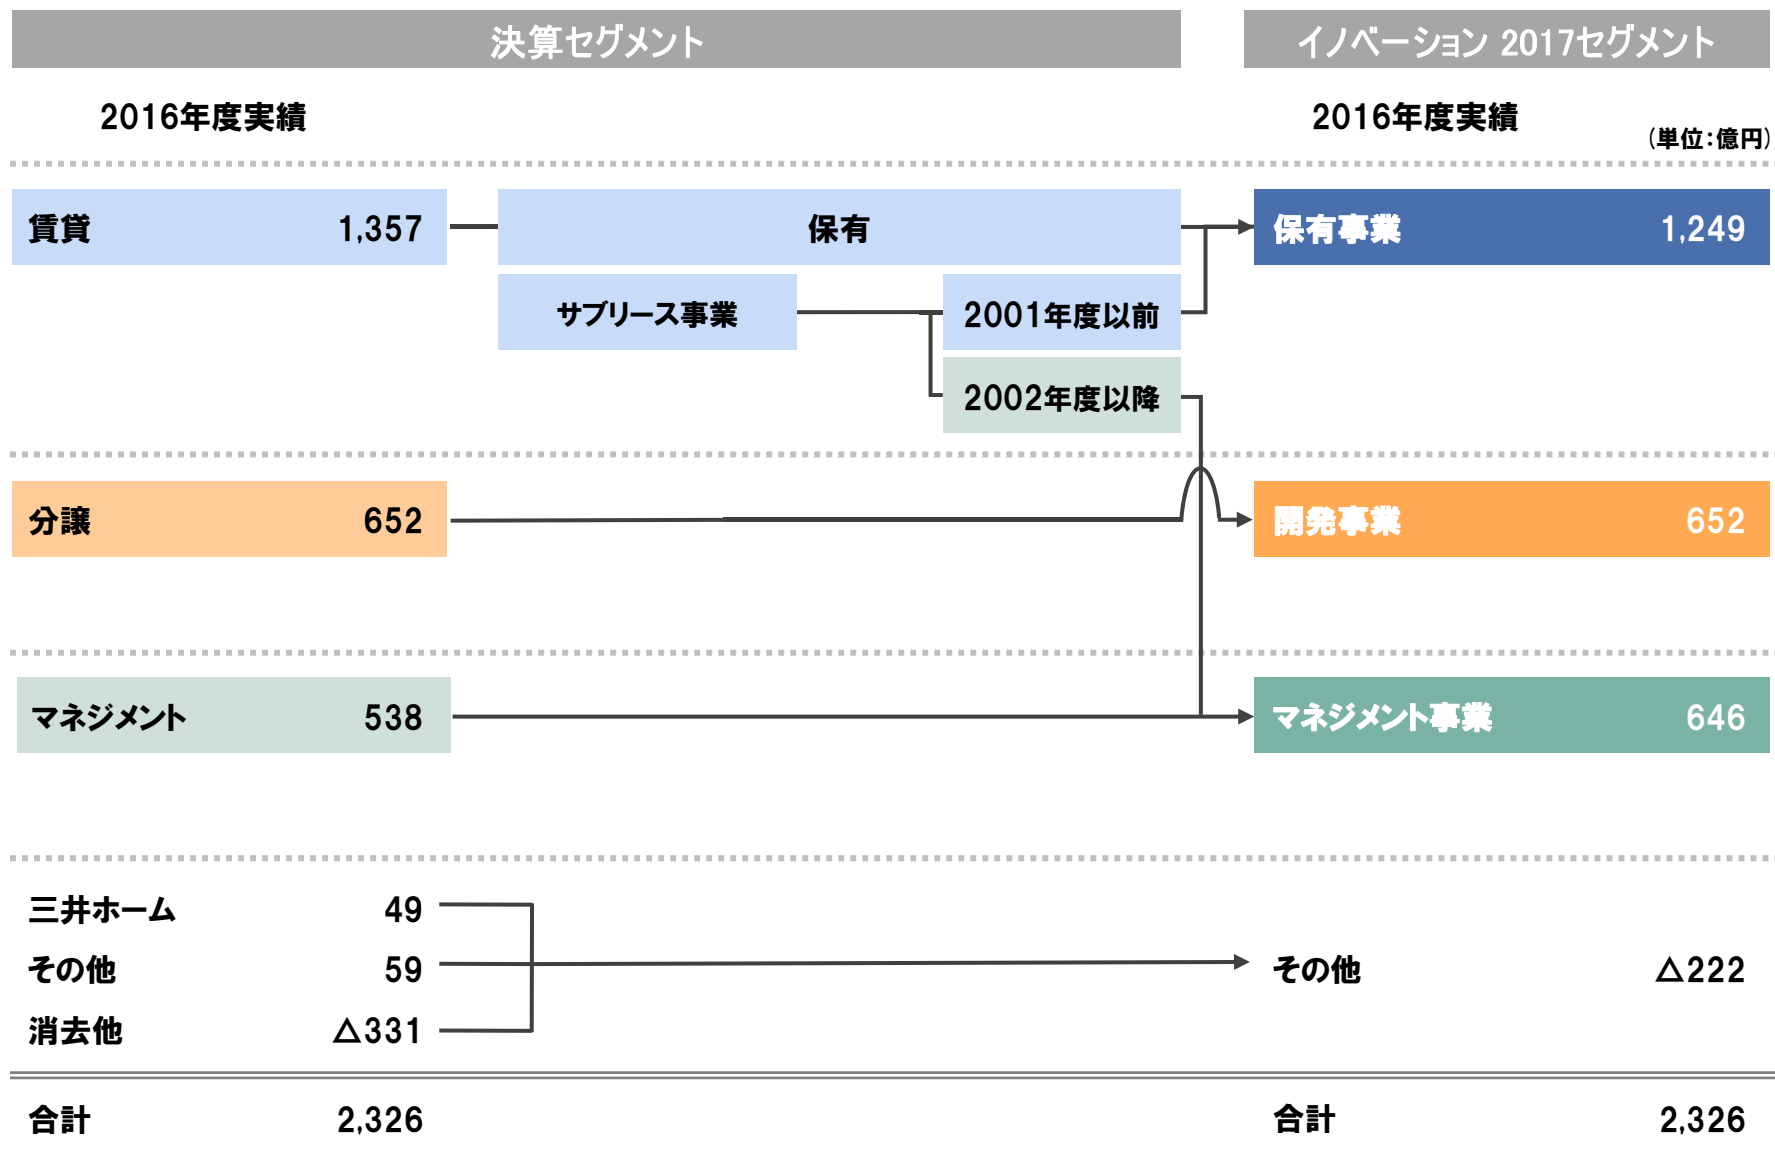 決算セグメント
イノベーション 2017セグメント
2016年度実績
2016年度実績
(単位:億円)
賃貸 1,357 保有 保有事業 1,249
サブリース事業 2001年度以前
2002年度以降
分譲 652 開発事業 652
マネジメント 538 マネジメント事業 646
三井ホーム 49
その他 59 その他 △222
消去他 △331
合計 2,326 合計 2,326